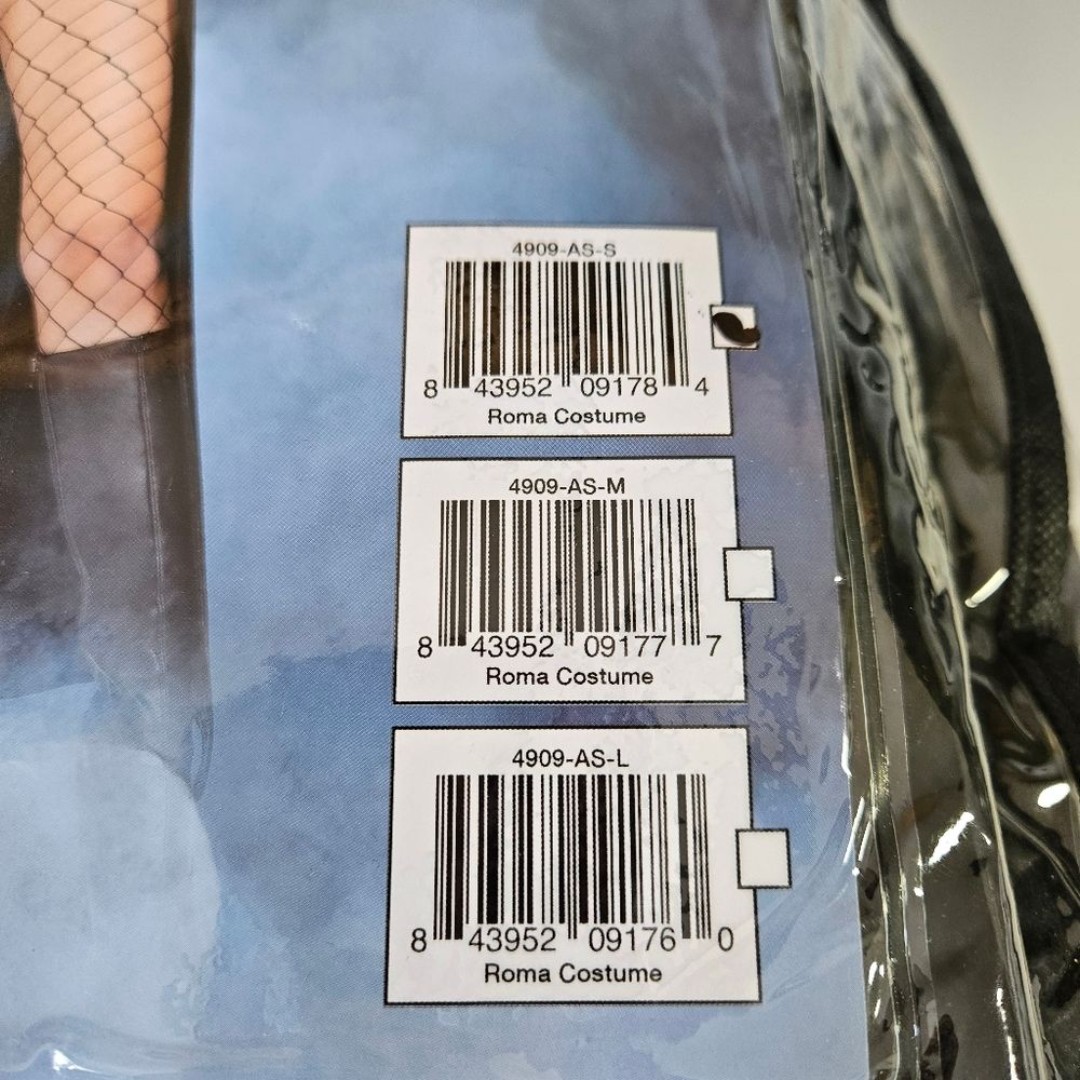 4909-AS-S
8 43952 09178 4
Roma Costume
4909-AS-M
8 43952 09177 7
Roma Costume
4909-AS-L
8 43952 09176 0
Roma Costume